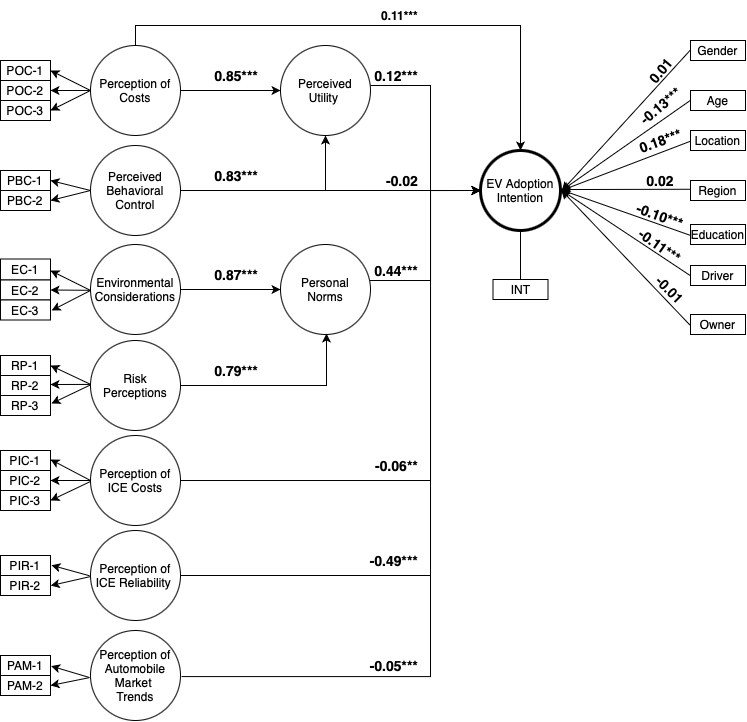 0.11***
POC-1
POC-2
POC-3
Perception of
Costs
0.85***
Perceived
Utility
0.12***
PBC-1
PBC-2
Perceived
Behavioral
Control
0.83***
-0.02
EV Adoption
Intention
INT
EC-1
EC-2
EC-3
Environmental
Considerations
0.87***
Personal
Norms
0.44***
RP-1
RP-2
RP-3
Risk
Perceptions
0.79***
PIC-1
PIC-2
PIC-3
Perception of
ICE Costs
-0.06**
PIR-1
PIR-2
Perception of
ICE Reliability
-0.49***
PAM-1
PAM-2
Perception of
Automobile
Market
Trends
-0.05***
0.01
Gender
-0.13***
Age
0.18***
Location
0.02
Region
-0.10***
Education
-0.11***
Driver
-0.01
Owner